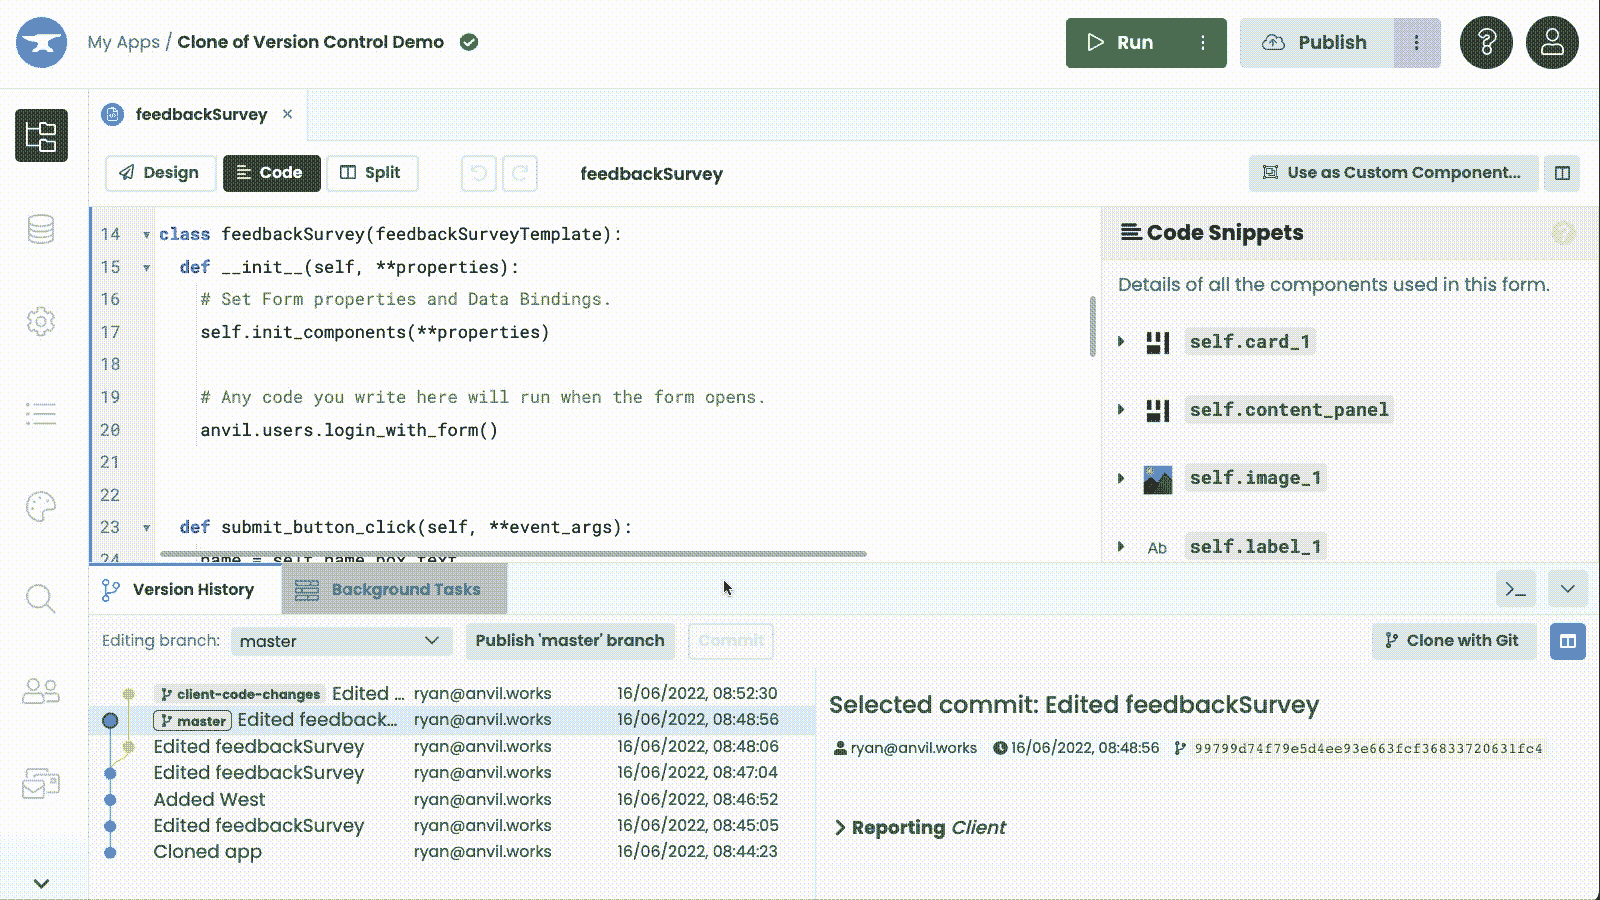 My Apps / Clone of Version Control Demo
Run
Publish
feedbackSurvey
Design
Code
Split
feedbackSurvey
Use as Custom Component...
14 class feedbackSurvey(feedbackSurveyTemplate):
15 def __init__(self, **properties):
16 # Set Form properties and Data Bindings.
17 self.init_components(**properties)
18
19 # Any code you write here will run when the form opens.
20 anvil.users.login_with_form()
21
22
23 def submit_button_click(self, **event_args):
24 name = self.name_box.text
Code Snippets
Details of all the components used in this form.
self.card_1
self.content_panel
self.image_1
Ab self.label_1
Version History
Background Tasks
Editing branch: master
Publish 'master' branch
Commit
Clone with Git
client-code-changes Edited ... ryan@anvil.works 16/06/2022, 08:52:30
master Edited feedback... ryan@anvil.works 16/06/2022, 08:48:56
Edited feedbackSurvey ryan@anvil.works 16/06/2022, 08:48:06
Edited feedbackSurvey ryan@anvil.works 16/06/2022, 08:47:04
Added West ryan@anvil.works 16/06/2022, 08:46:52
Edited feedbackSurvey ryan@anvil.works 16/06/2022, 08:45:05
Cloned app ryan@anvil.works 16/06/2022, 08:44:23
Selected commit: Edited feedbackSurvey
ryan@anvil.works 16/06/2022, 08:48:56 99799d74f79e5d4ee93e663fcf36833720631fc4
Reporting Client